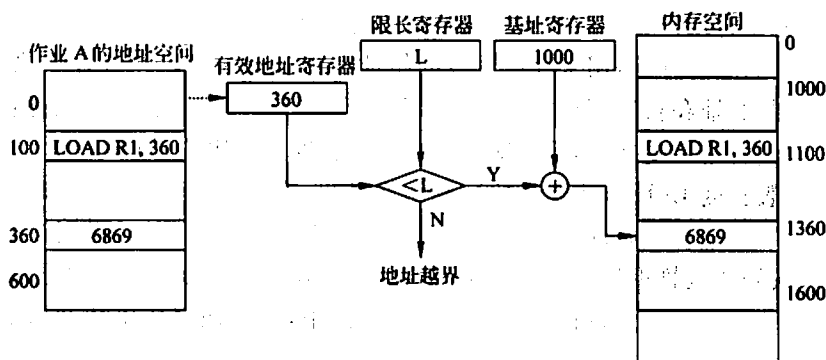 作业 A 的地址空间
0
100
LOAD R1, 360
360
6869
600
有效地址寄存器
360
限长寄存器
L
基址寄存器
1000
<L
Y
N
+
地址越界
内存空间
0
1000
LOAD R1, 360
1100
6869
1360
1600